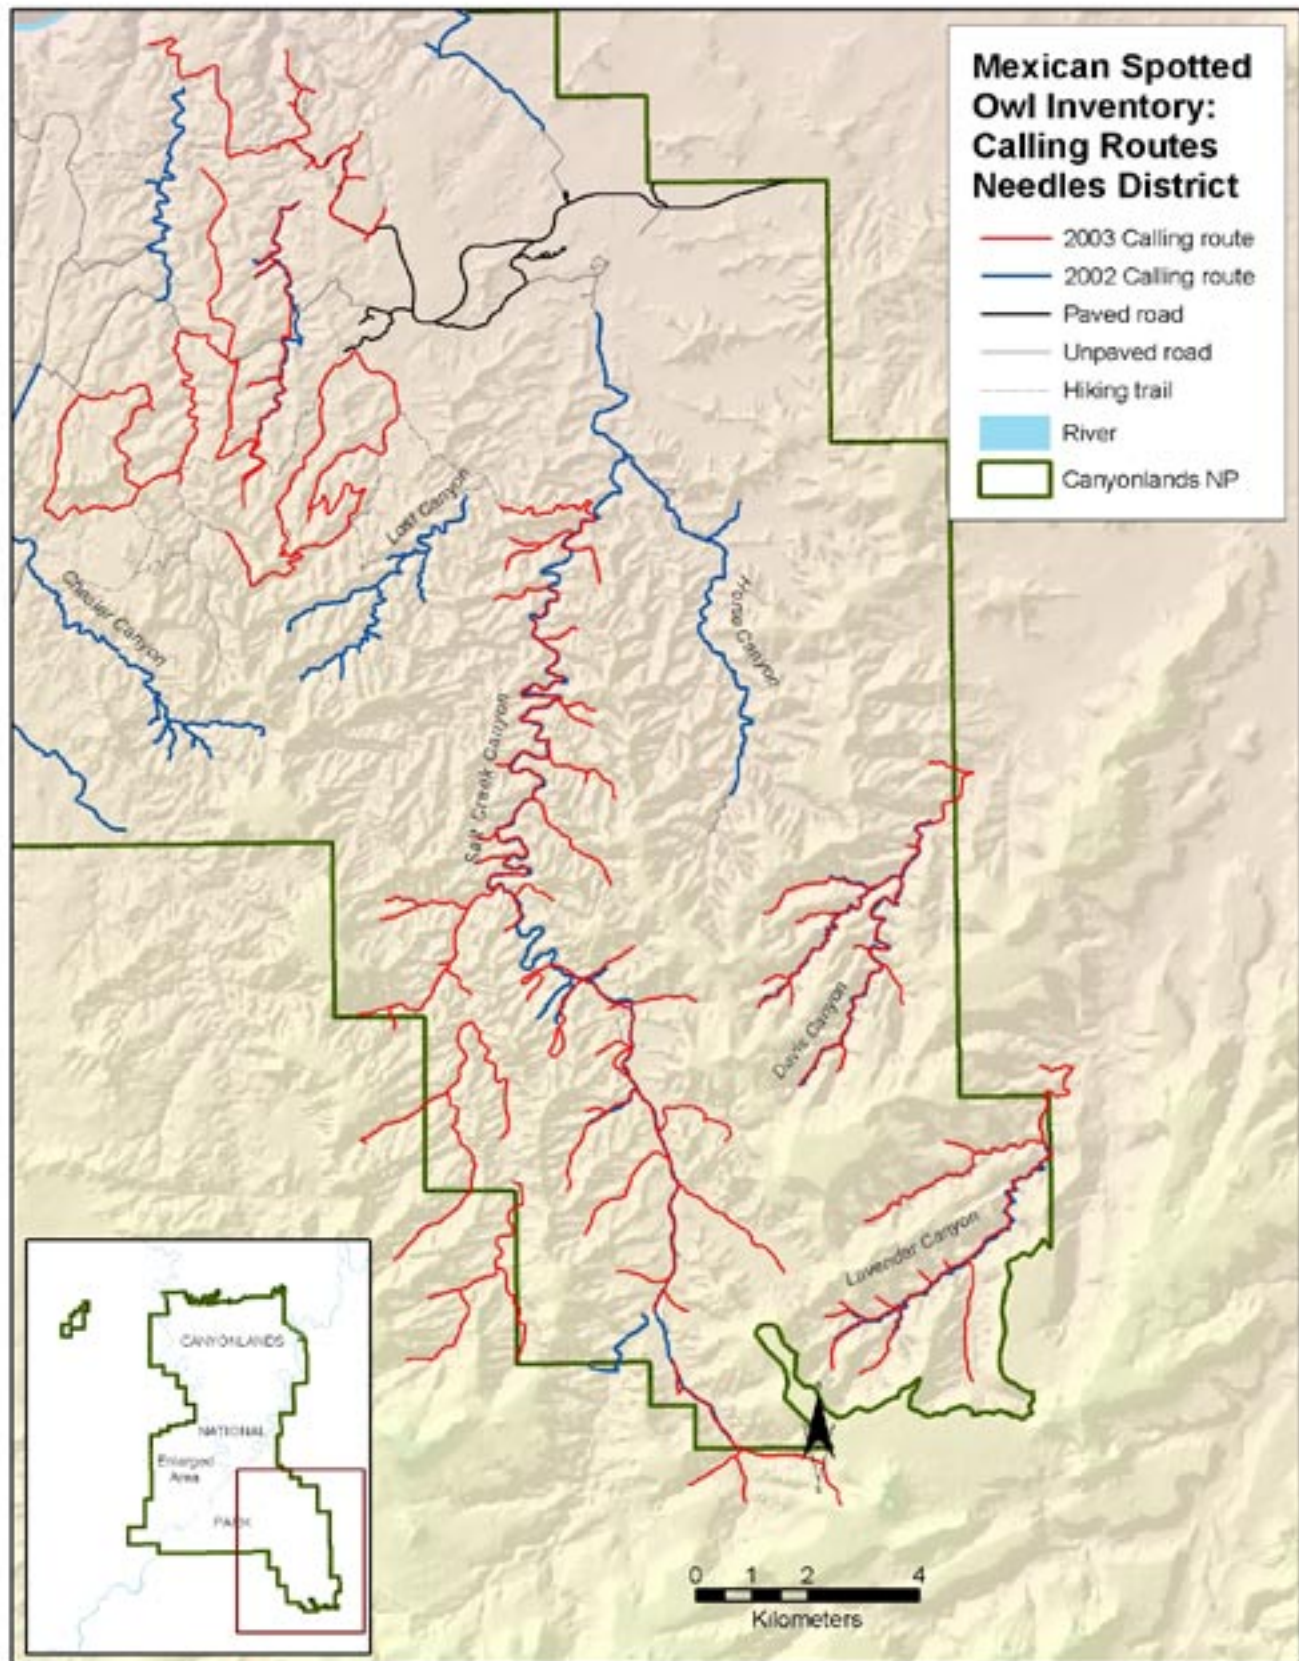 Mexican Spotted
Owl Inventory:
Calling Routes
Needles District
2003 Calling route
2002 Calling route
Paved road
Unpaved road
Hiking trail
River
Canyonlands NP
Lost Canyon
Chesler Canyon
Horse Canyon
Salt Creek Canyon
Davis Canyon
Lavender Canyon
CANYONLANDS
NATIONAL
Enlarged
Area
PARK
0 1 2 4
Kilometers